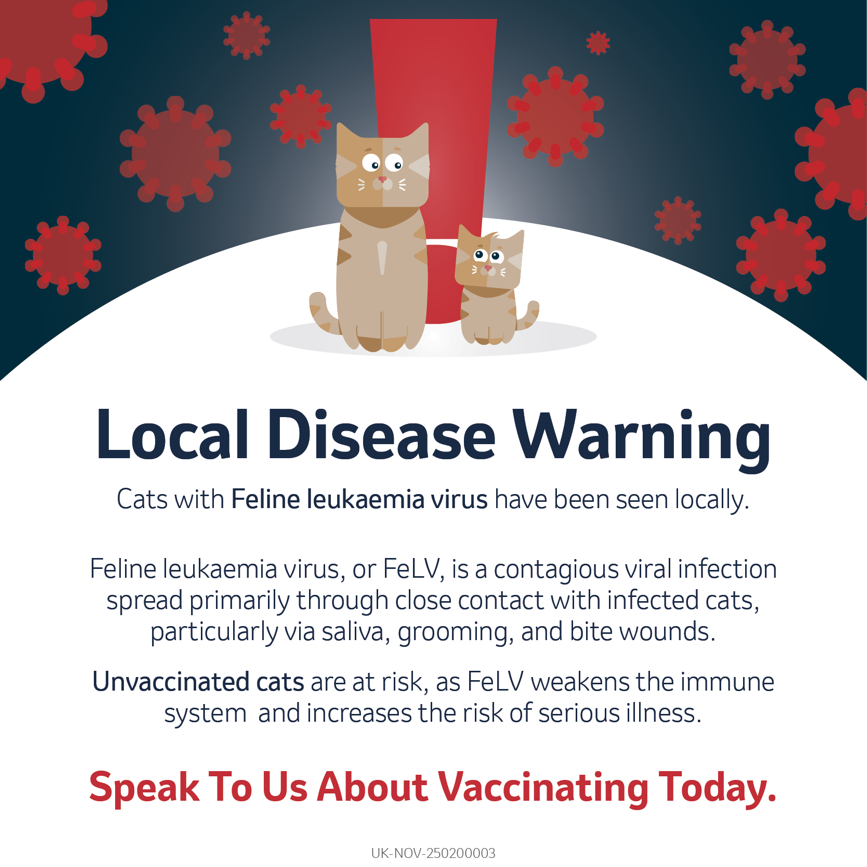 Local Disease Warning
Cats with Feline leukaemia virus have been seen locally.
Feline leukaemia virus, or FeLV, is a contagious viral infection
spread primarily through close contact with infected cats,
particularly via saliva, grooming, and bite wounds.
Unvaccinated cats are at risk, as FeLV weakens the immune
system  and increases the risk of serious illness.
Speak To Us About Vaccinating Today.
UK-NOV-250200003